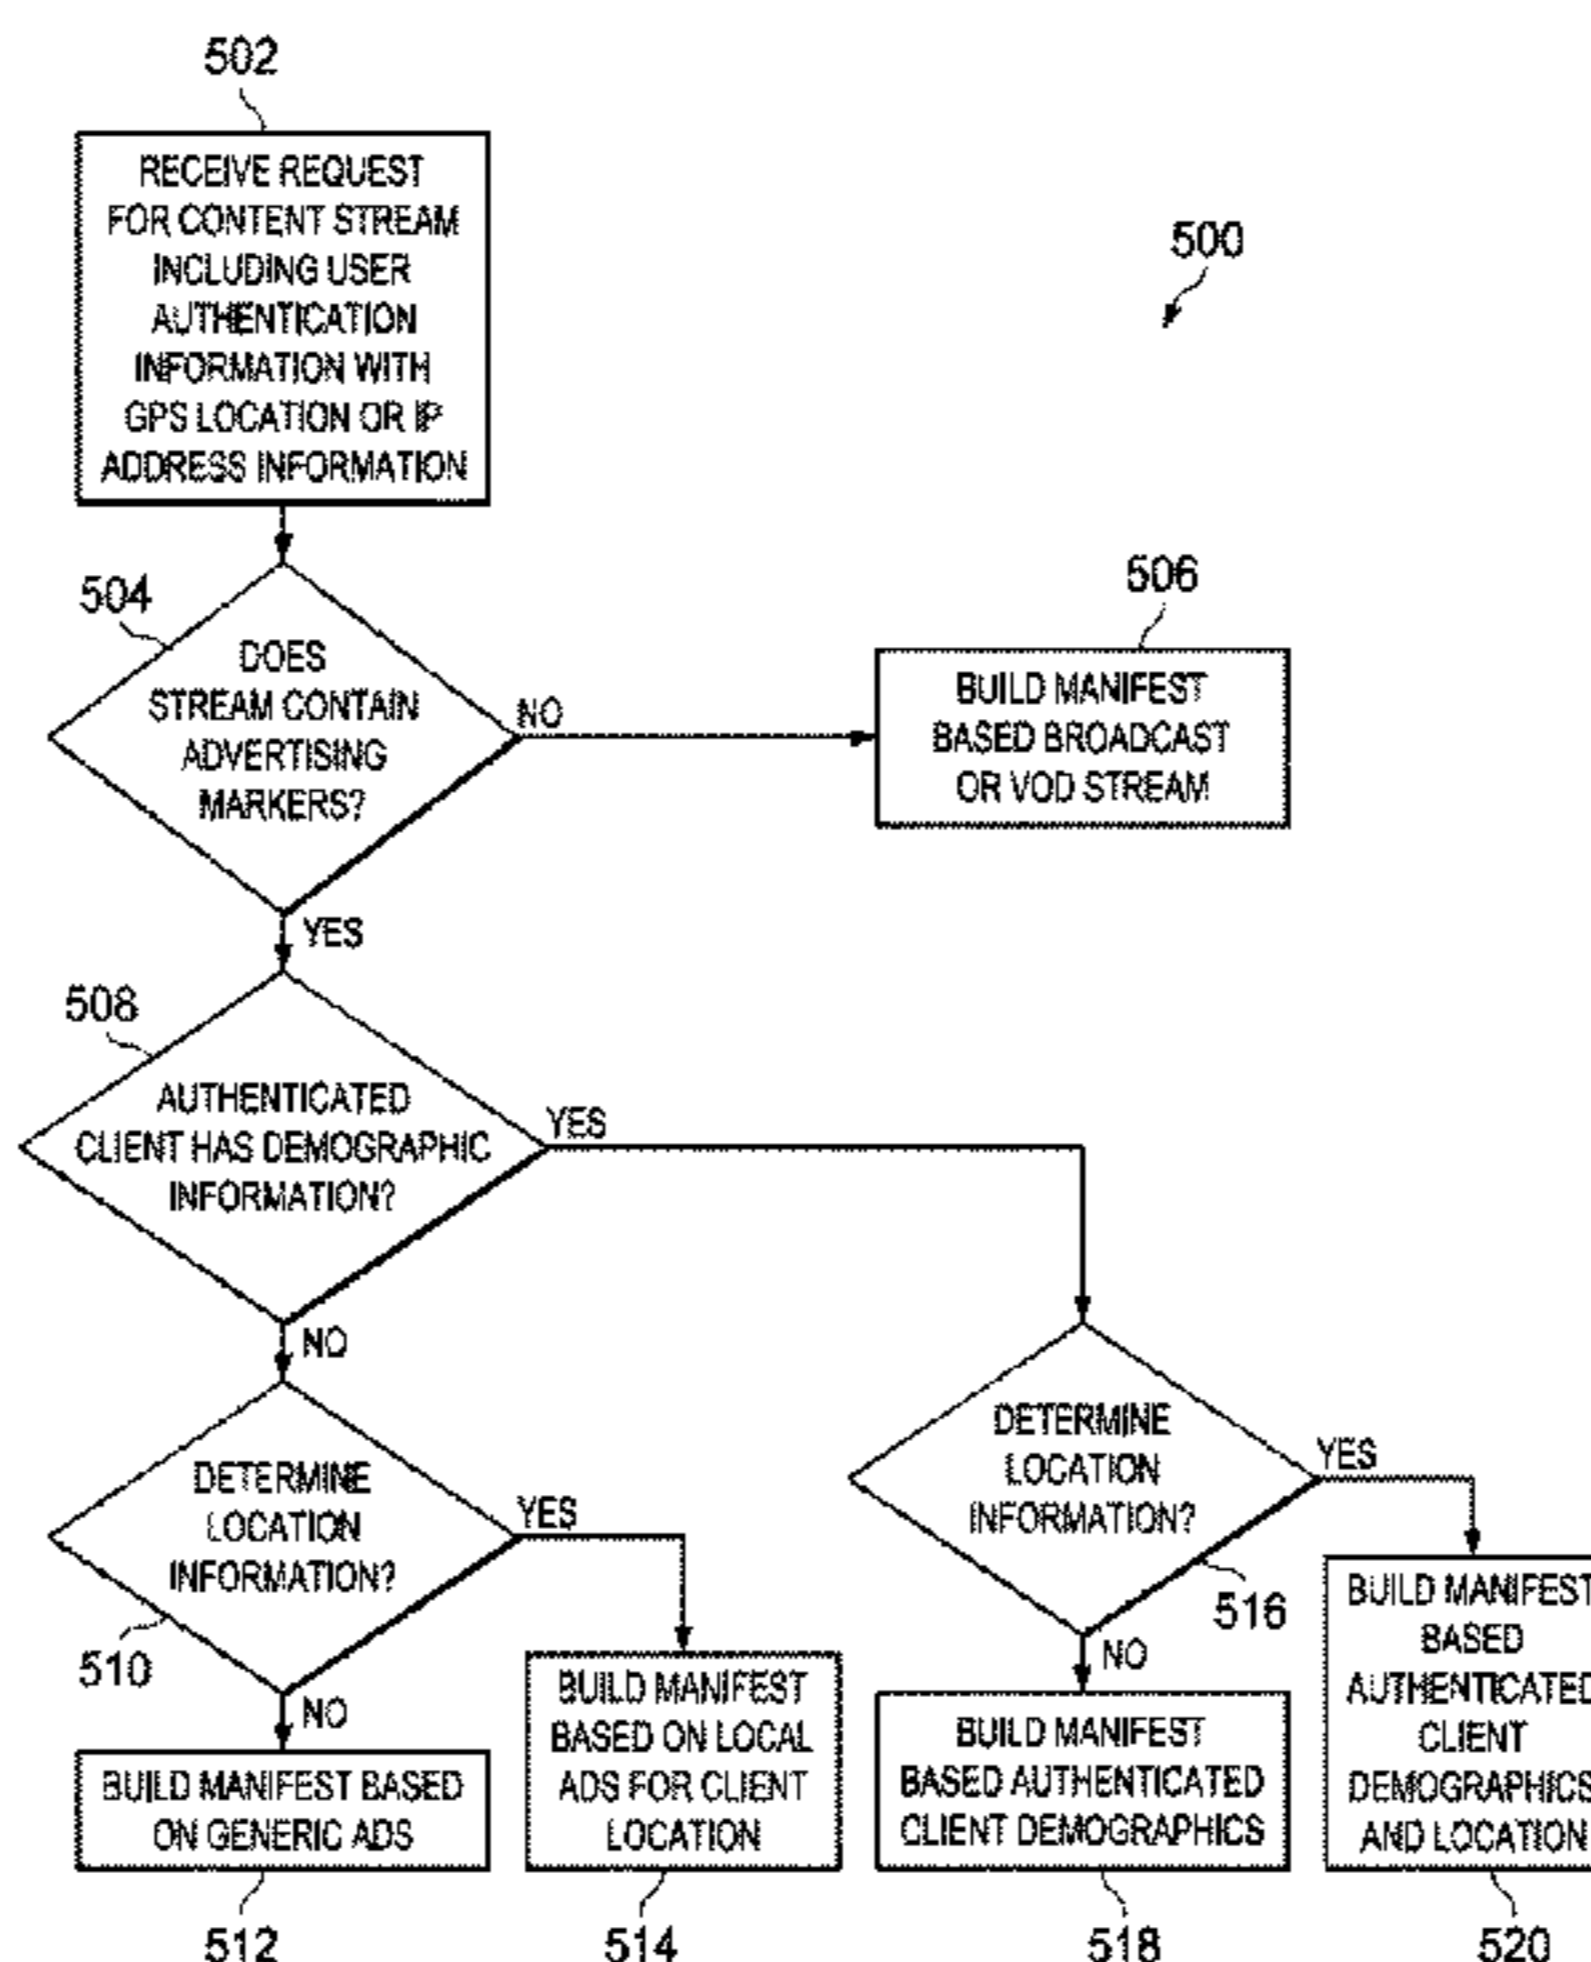 502
RECEIVE REQUEST
FOR CONTENT STREAM
INCLUDING USER
AUTHENTICATION
INFORMATION WITH
GPS LOCATION OR IP
ADDRESS INFORMATION
500
504
DOES
STREAM CONTAIN
ADVERTISING
MARKERS?
NO
506
BUILD MANIFEST
BASED BROADCAST
OR VOD STREAM
YES
508
AUTHENTICATED
CLIENT HAS DEMOGRAPHIC
INFORMATION?
YES
NO
DETERMINE
LOCATION
INFORMATION?
YES
510
NO
DETERMINE
LOCATION
INFORMATION?
YES
516
NO
BUILD MANIFEST BASED
ON GENERIC ADS
512
BUILD MANIFEST
BASED ON LOCAL
ADS FOR CLIENT
LOCATION
514
BUILD MANIFEST
BASED AUTHENTICATED
CLIENT DEMOGRAPHICS
518
BUILD MANIFEST
BASED
AUTHENTICATED
CLIENT
DEMOGRAPHICS
AND LOCATION
520